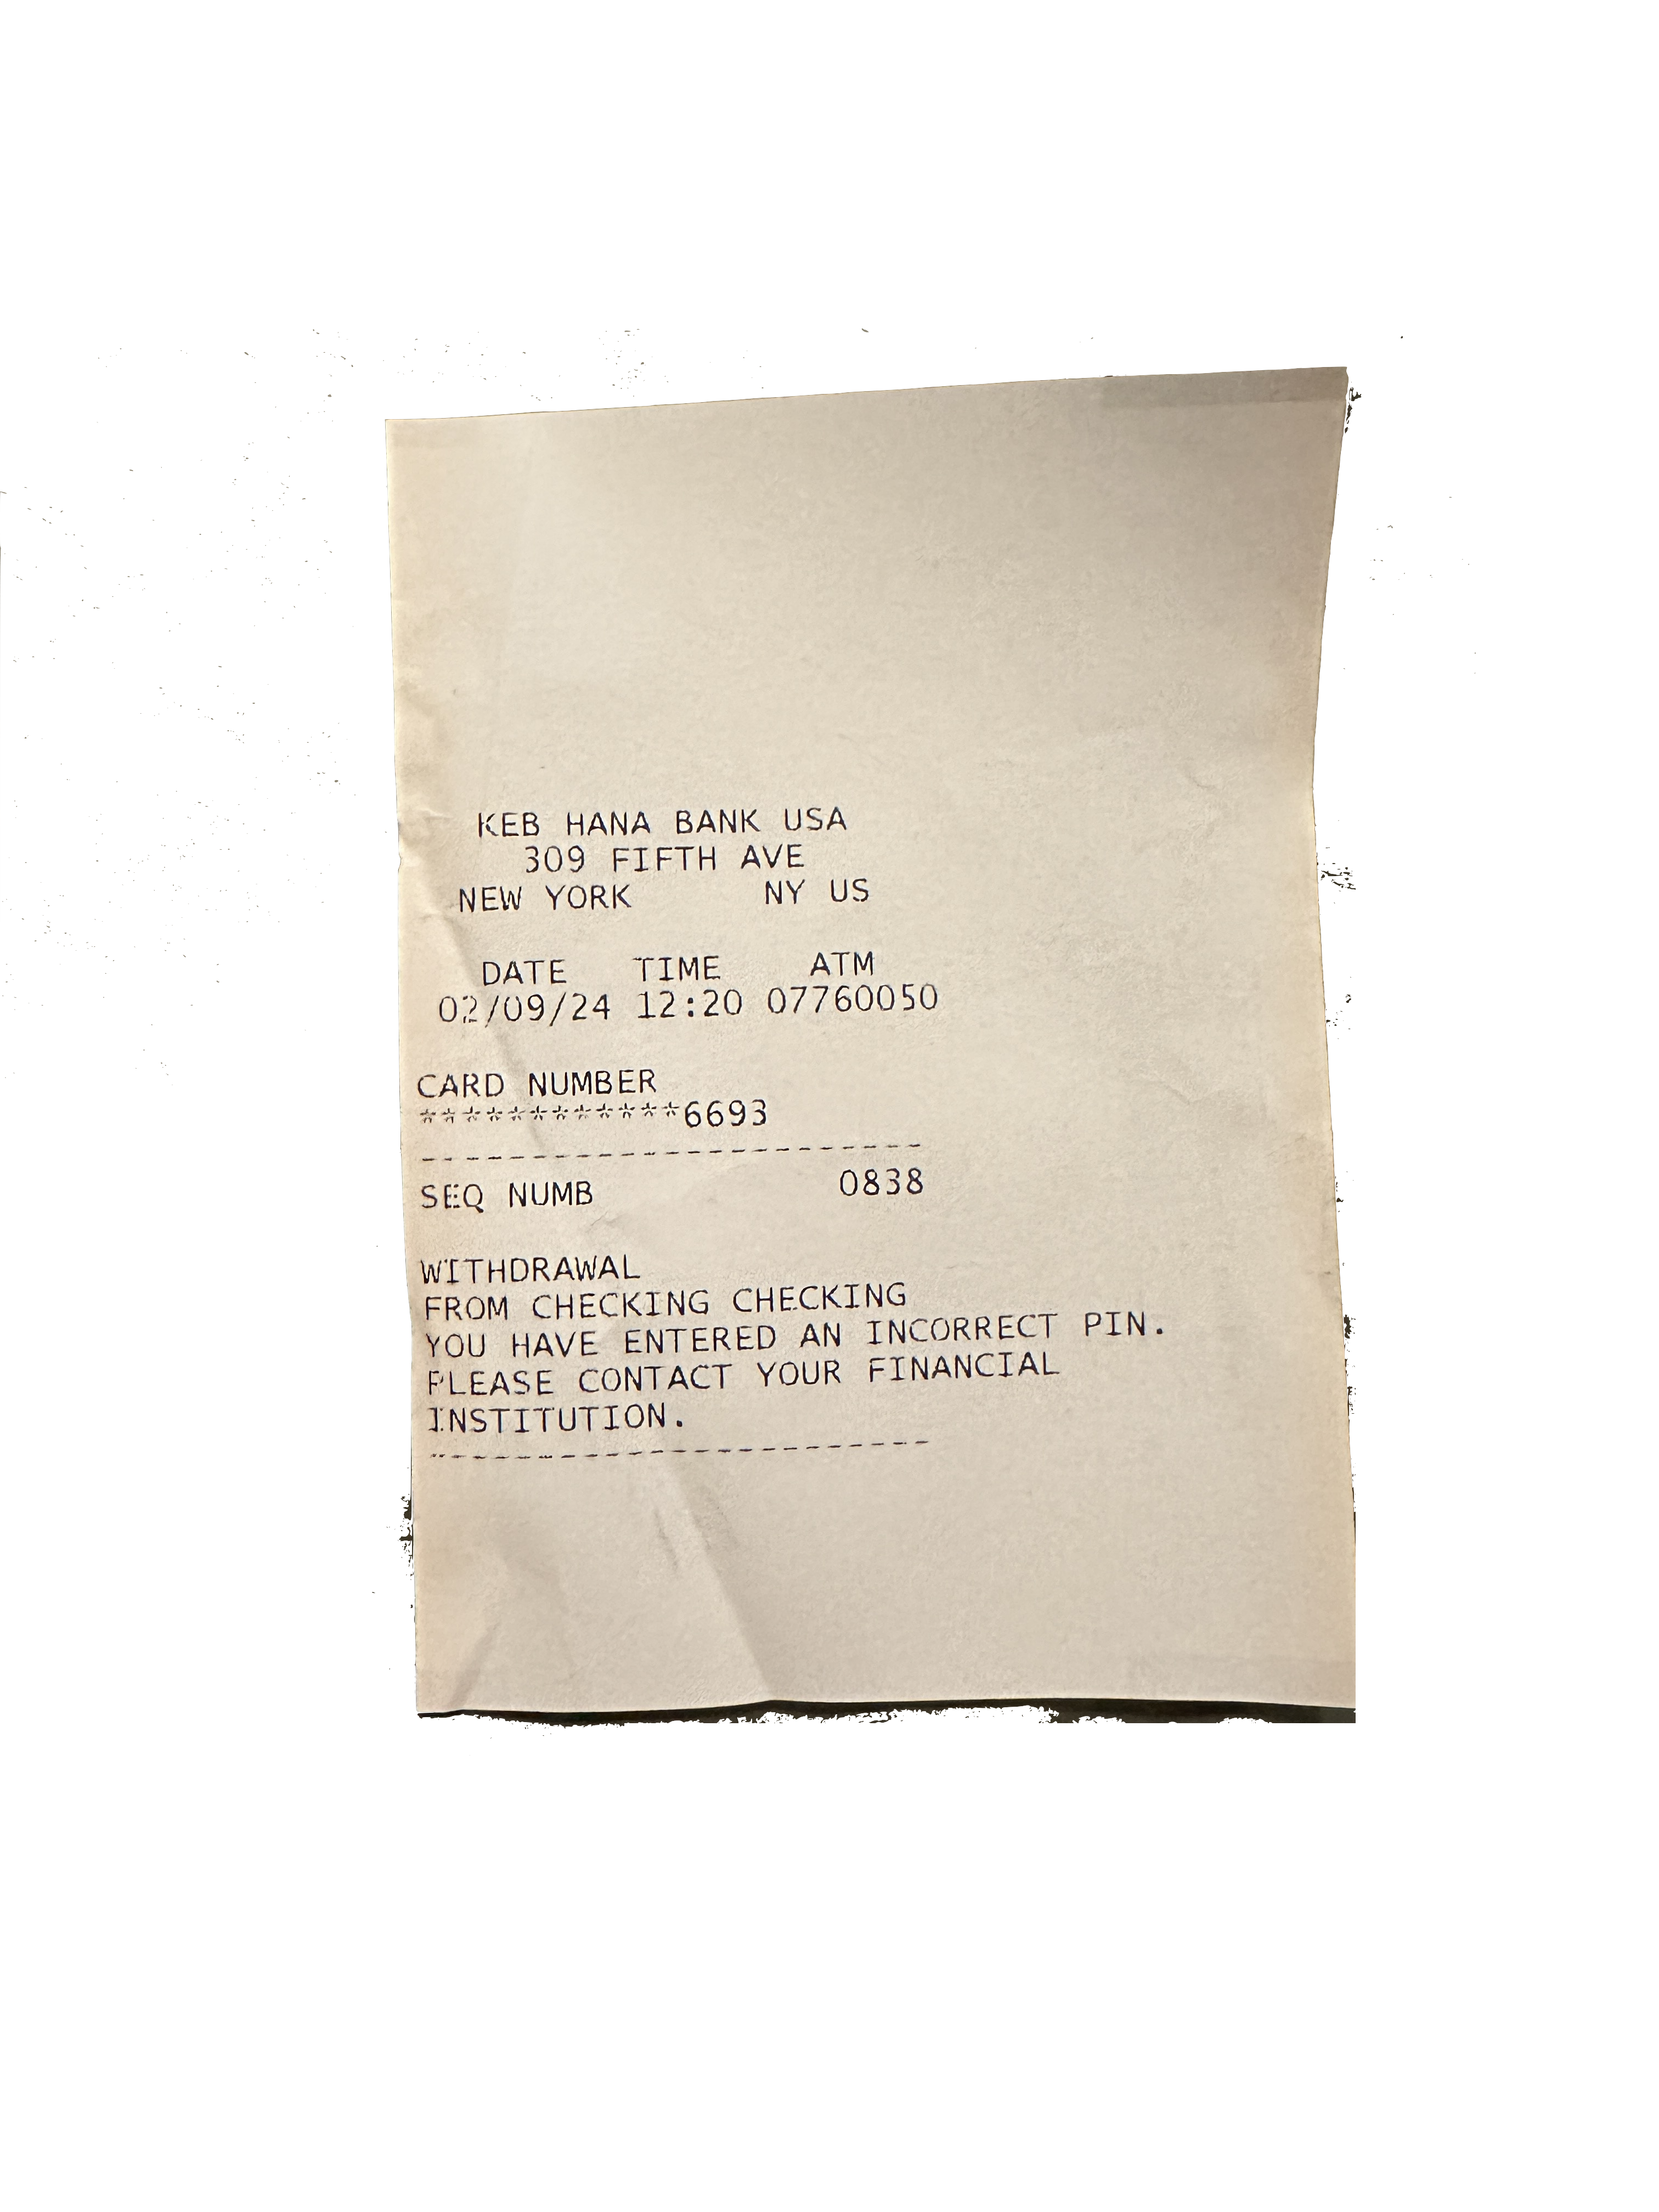 KEB HANA BANK USA
309 FIFTH AVE
NEW YORK NY US
DATE TIME ATM
02/09/24 12:20 07760050
CARD NUMBER
************6693
-----------------------
SEQ NUMB 0838
WITHDRAWAL
FROM CHECKING CHECKING
YOU HAVE ENTERED AN INCORRECT PIN.
PLEASE CONTACT YOUR FINANCIAL
INSTITUTION.
-----------------------